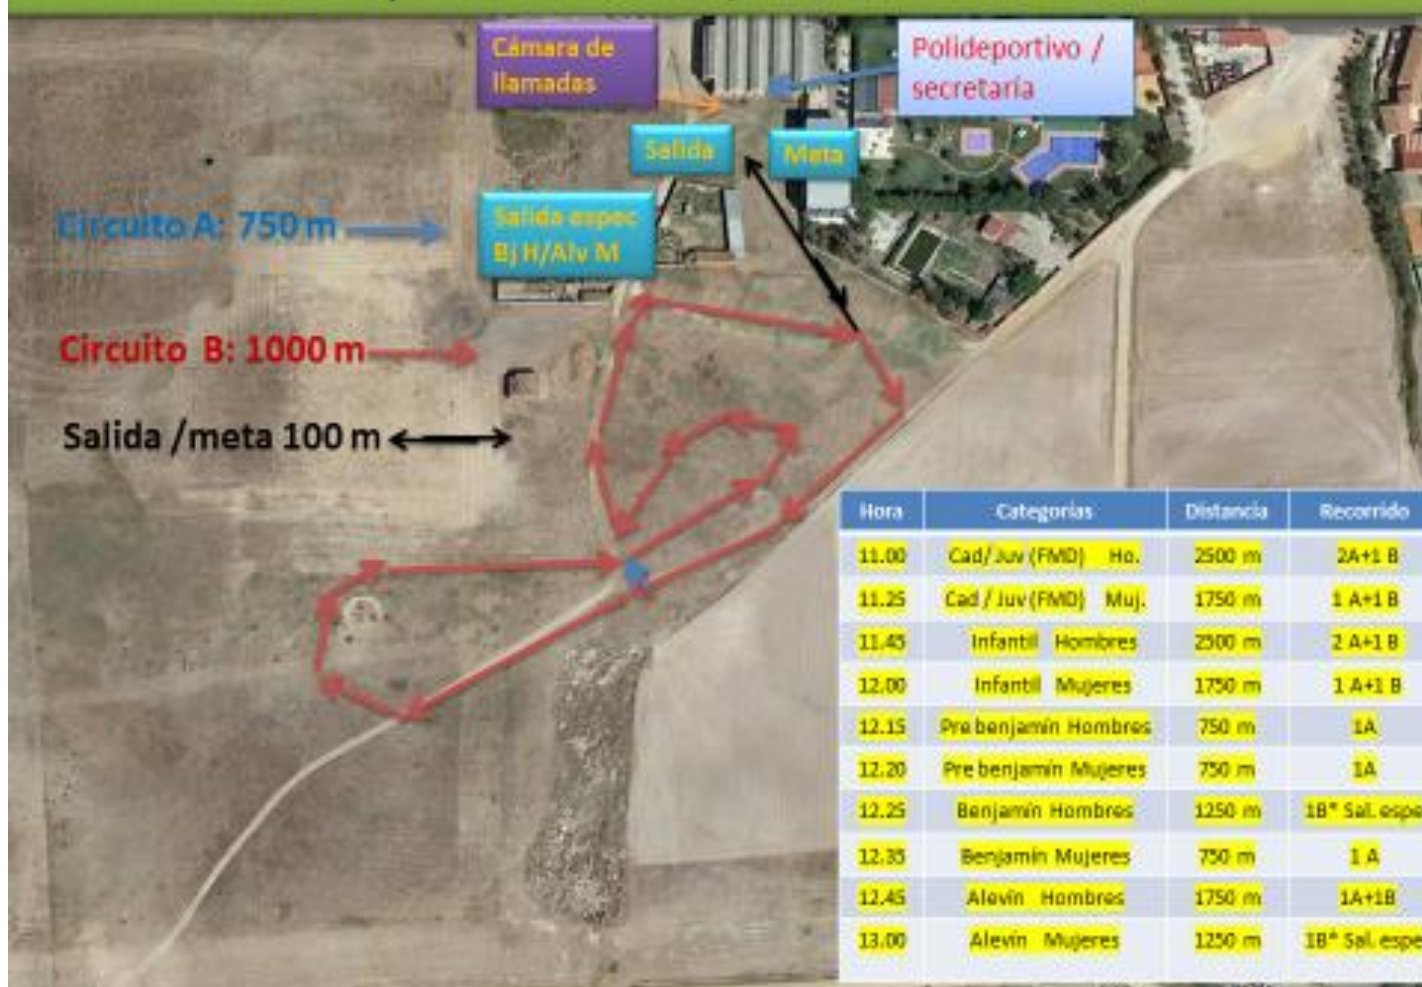 Cámara de
llamadas
Polideportivo /
secretaría
Salida
Meta
Salida espec
Bj H/Alv M
Circuito A: 750 m
Circuito B: 1000 m
Salida /meta 100 m
Hora Categorias Distancia Recorrido
11.00 Cad/ Juv (FMD) Ho. 2500 m 2A+1 B
11.25 Cad / Juv (FMD) Muj. 1750 m 1 A+1 B
11.45 Infantil Hombres 2500 m 2 A+1 B
12.00 Infantil Mujeres 1750 m 1 A+1 B
12.15 Pre benjamín Hombres 750 m 1A
12.20 Pre benjamín Mujeres 750 m 1A
12.25 Benjamín Hombres 1250 m 1B* Sal. espe
12.35 Benjamín Mujeres 750 m 1 A
12.45 Alevín Hombres 1750 m 1A+1B
13.00 Alevín Mujeres 1250 m 1B* Sal. espe